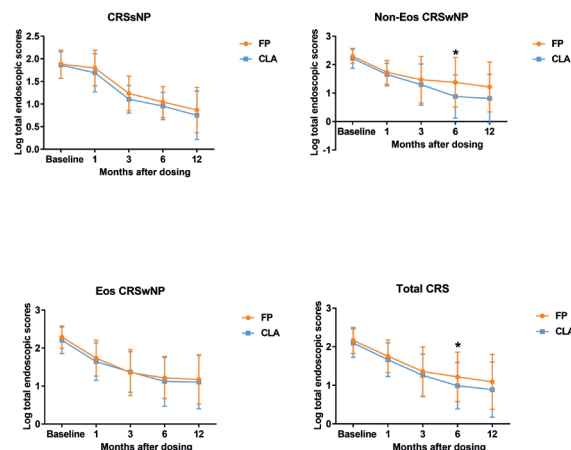 CRSsNP
Log total endoscopic scores
2.5
2.0
1.5
1.0
0.5
0.0
Baseline 1 3 6 12
Months after dosing
FP
CLA
Non-Eos CRSwNP
Log total endoscopic scores
4
3
2
1
0
-1
*
Baseline 1 3 6 12
Months after dosing
FP
CLA
Eos CRSwNP
Log total endoscopic scores
3
2
1
0
Baseline 1 3 6 12
Months after dosing
FP
CLA
Total CRS
Log total endoscopic scores
3
2
1
0
*
Baseline 1 3 6 12
Months after dosing
FP
CLA